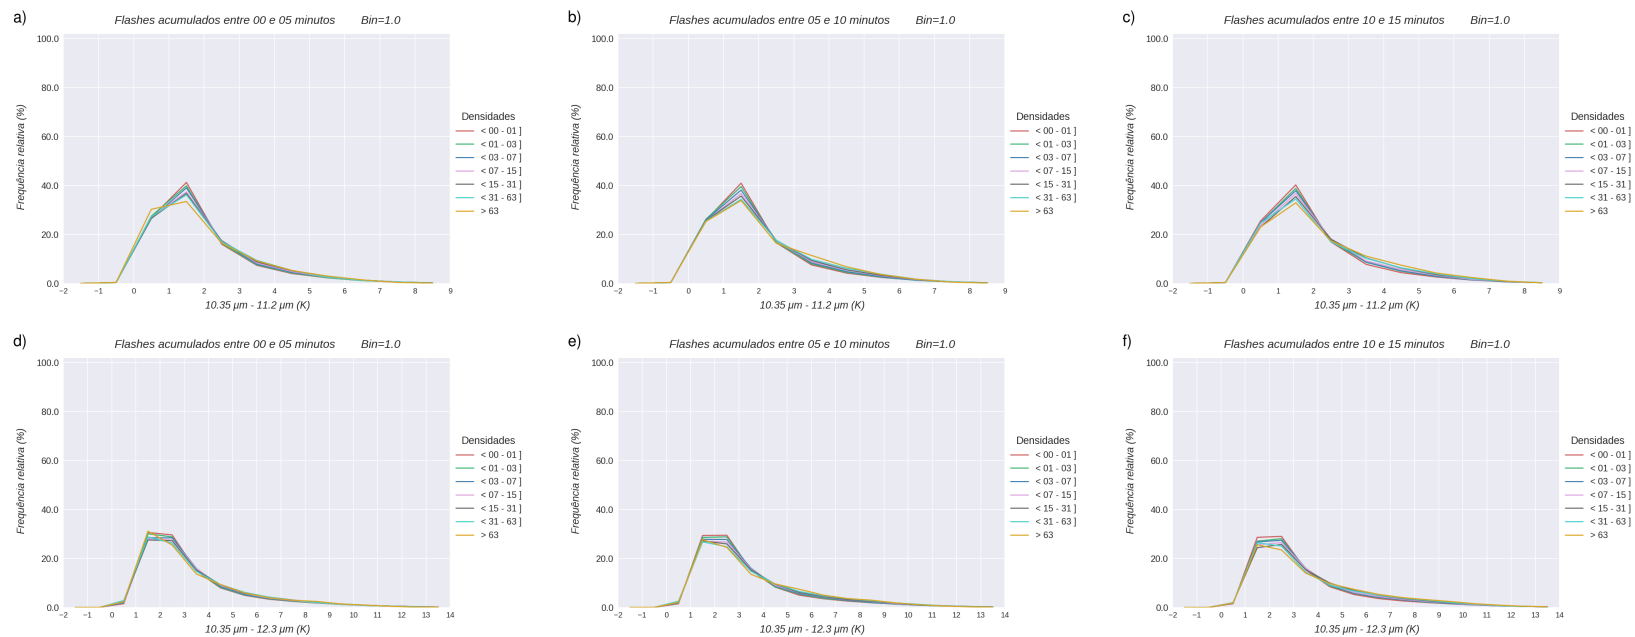 a)
Flashes acumulados entre 00 e 05 minutos Bin=1.0
Frequência relativa (%)
100.0
80.0
60.0
40.0
20.0
0.0
−2 −1 0 1 2 3 4 5 6 7 8 9
10.35 μm - 11.2 μm (K)
Densidades
< 00 - 01 ]
< 01 - 03 ]
< 03 - 07 ]
< 07 - 15 ]
< 15 - 31 ]
< 31 - 63 ]
> 63
b)
Flashes acumulados entre 05 e 10 minutos Bin=1.0
Frequência relativa (%)
100.0
80.0
60.0
40.0
20.0
0.0
−2 −1 0 1 2 3 4 5 6 7 8 9
10.35 μm - 11.2 μm (K)
Densidades
< 00 - 01 ]
< 01 - 03 ]
< 03 - 07 ]
< 07 - 15 ]
< 15 - 31 ]
< 31 - 63 ]
> 63
c)
Flashes acumulados entre 10 e 15 minutos Bin=1.0
Frequência relativa (%)
100.0
80.0
60.0
40.0
20.0
0.0
−2 −1 0 1 2 3 4 5 6 7 8 9
10.35 μm - 11.2 μm (K)
Densidades
< 00 - 01 ]
< 01 - 03 ]
< 03 - 07 ]
< 07 - 15 ]
< 15 - 31 ]
< 31 - 63 ]
> 63
d)
Flashes acumulados entre 00 e 05 minutos Bin=1.0
Frequência relativa (%)
100.0
80.0
60.0
40.0
20.0
0.0
−2 −1 0 1 2 3 4 5 6 7 8 9 10 11 12 13 14
10.35 μm - 12.3 μm (K)
Densidades
< 00 - 01 ]
< 01 - 03 ]
< 03 - 07 ]
< 07 - 15 ]
< 15 - 31 ]
< 31 - 63 ]
> 63
e)
Flashes acumulados entre 05 e 10 minutos Bin=1.0
Frequência relativa (%)
100.0
80.0
60.0
40.0
20.0
0.0
−2 −1 0 1 2 3 4 5 6 7 8 9 10 11 12 13 14
10.35 μm - 12.3 μm (K)
Densidades
< 00 - 01 ]
< 01 - 03 ]
< 03 - 07 ]
< 07 - 15 ]
< 15 - 31 ]
< 31 - 63 ]
> 63
f)
Flashes acumulados entre 10 e 15 minutos Bin=1.0
Frequência relativa (%)
100.0
80.0
60.0
40.0
20.0
0.0
−2 −1 0 1 2 3 4 5 6 7 8 9 10 11 12 13 14
10.35 μm - 12.3 μm (K)
Densidades
< 00 - 01 ]
< 01 - 03 ]
< 03 - 07 ]
< 07 - 15 ]
< 15 - 31 ]
< 31 - 63 ]
> 63